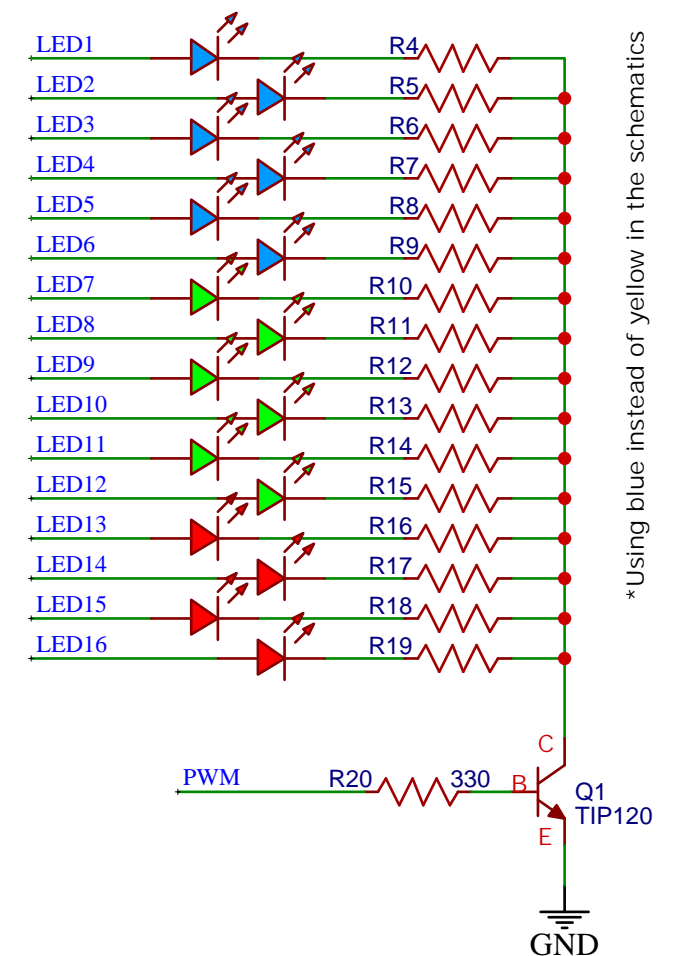 LED1 R4
LED2 R5
LED3 R6
LED4 R7
LED5 R8
LED6 R9
LED7 R10
LED8 R11
LED9 R12
LED10 R13
LED11 R14
LED12 R15
LED13 R16
LED14 R17
LED15 R18
LED16 R19
*Using blue instead of yellow in the schematics
C
PWM R20 330 B Q1
TIP120
E
GND